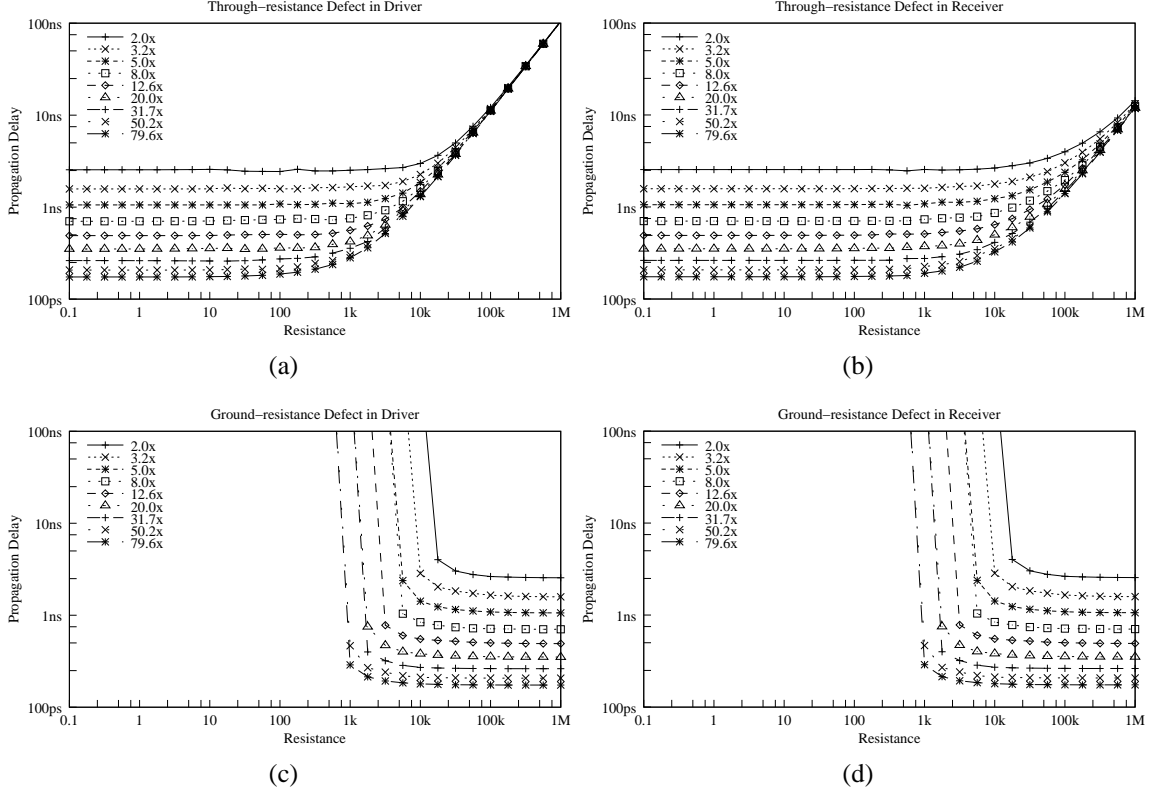 Through−resistance Defect in Driver
100ns
10ns
1ns
100ps
Propagation Delay
2.0x
3.2x
5.0x
8.0x
12.6x
20.0x
31.7x
50.2x
79.6x
0.1 1 10 100 1k 10k 100k 1M
Resistance
(a)
Through−resistance Defect in Receiver
100ns
10ns
1ns
100ps
Propagation Delay
2.0x
3.2x
5.0x
8.0x
12.6x
20.0x
31.7x
50.2x
79.6x
0.1 1 10 100 1k 10k 100k 1M
Resistance
(b)
Ground−resistance Defect in Driver
100ns
10ns
1ns
100ps
Propagation Delay
2.0x
3.2x
5.0x
8.0x
12.6x
20.0x
31.7x
50.2x
79.6x
0.1 1 10 100 1k 10k 100k 1M
Resistance
(c)
Ground−resistance Defect in Receiver
100ns
10ns
1ns
100ps
Propagation Delay
2.0x
3.2x
5.0x
8.0x
12.6x
20.0x
31.7x
50.2x
79.6x
0.1 1 10 100 1k 10k 100k 1M
Resistance
(d)